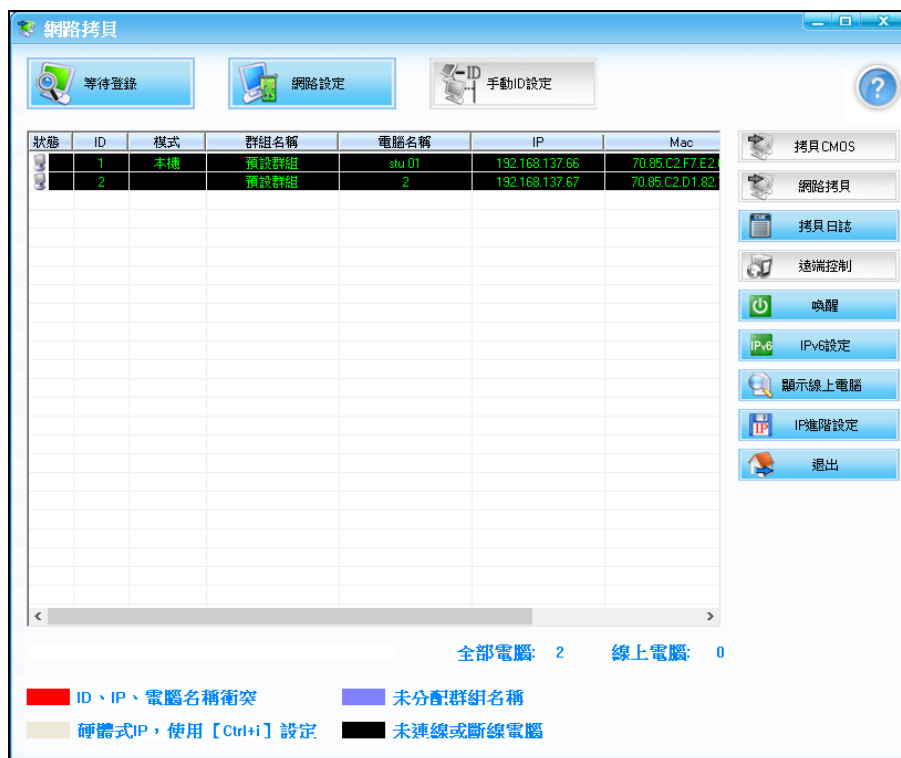 網路拷貝
等待登錄 網路設定 ID 手動ID設定 ?
狀態 ID 模式 群組名稱 電腦名稱 IP Mac
1 本機 預設群組 stu 01 192.168.137.66 70.85.C2.F7.E2.
2 預設群組 2 192.168.137.67 70.85.C2.D1.82.
拷貝CMOS
網路拷貝
拷貝日誌
遠端控制
喚醒
IPv6 IPv6設定
顯示線上電腦
IP IP進階設定
退出
全部電腦: 2 線上電腦: 0
ID、IP、電腦名稱衝突 未分配群組名稱
硬體式IP,使用［Ctrl+i］設定 未連線或斷線電腦